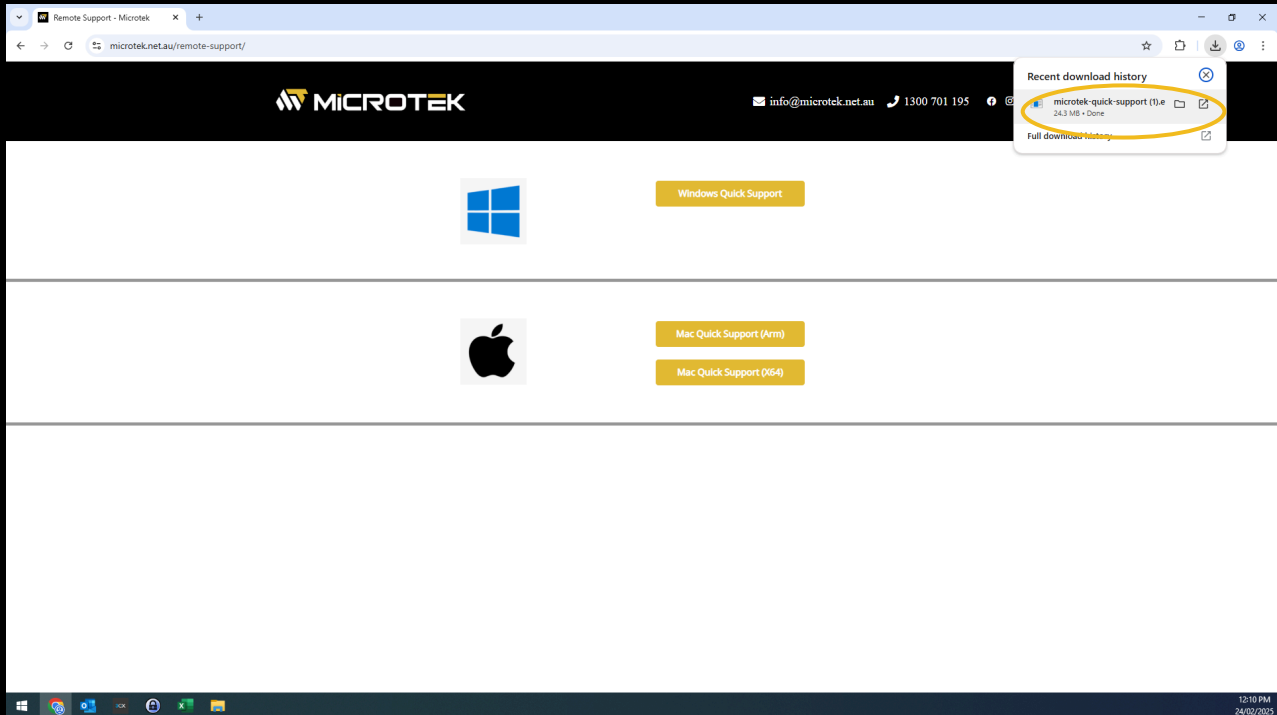 Remote Support - Microtek
microtek.net.au/remote-support/
Recent download history
microtek-quick-support (1).e
24.3 MB • Done
Full download history
MiCROTEK
info@microtek.net.au 1300 701 195
Windows Quick Support
Mac Quick Support (Arm)
Mac Quick Support (X64)
12:10 PM
24/02/2025